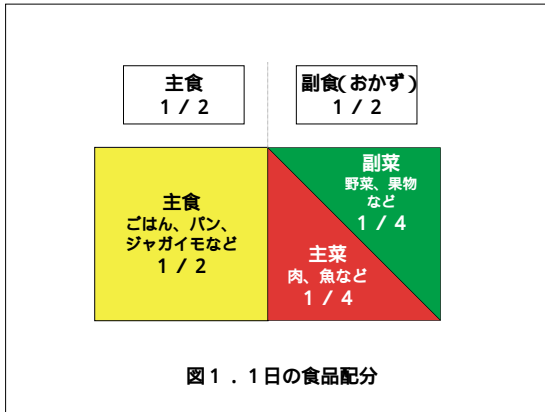 主食
1 / 2
副食(おかず)
1 / 2
主食
ごはん、パン、
ジャガイモなど
1 / 2
副菜
野菜、果物
など
1 / 4
主菜
肉、魚など
1 / 4
図1．1日の食品配分